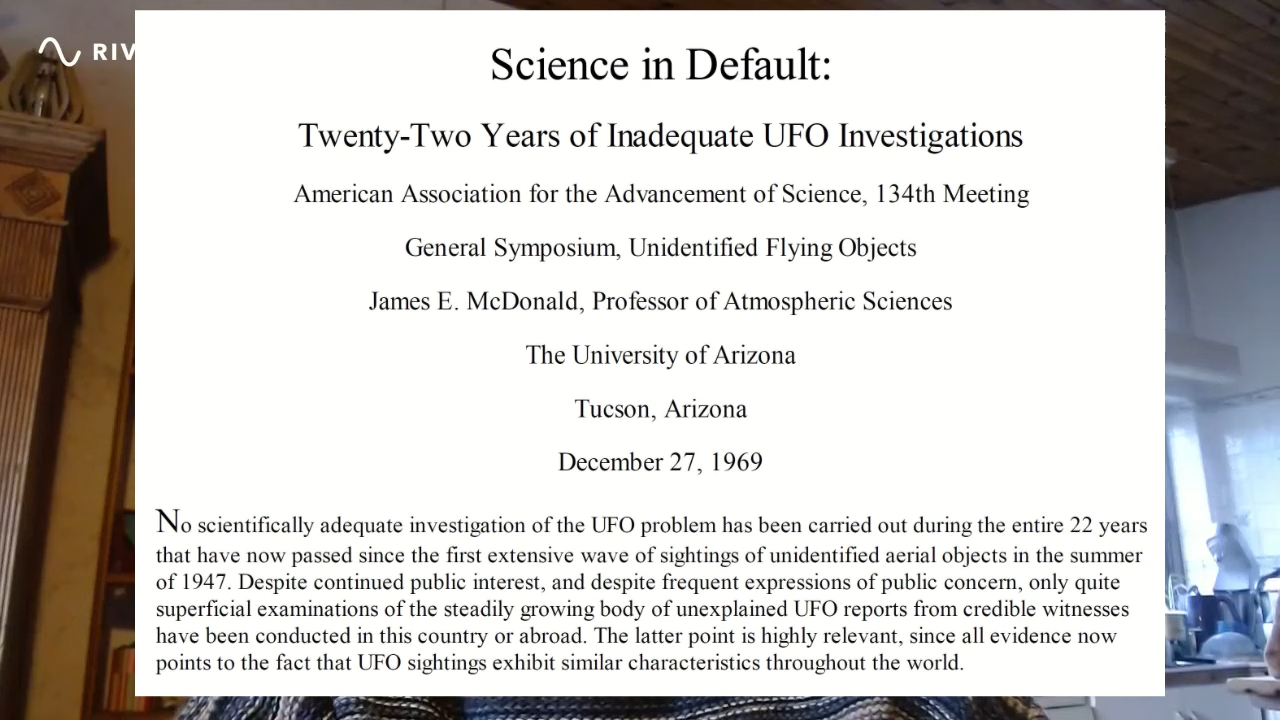 RIV
Science in Default:
Twenty-Two Years of Inadequate UFO Investigations
American Association for the Advancement of Science, 134th Meeting
General Symposium, Unidentified Flying Objects
James E. McDonald, Professor of Atmospheric Sciences
The University of Arizona
Tucson, Arizona
December 27, 1969
No scientifically adequate investigation of the UFO problem has been carried out during the entire 22 years
that have now passed since the first extensive wave of sightings of unidentified aerial objects in the summer
of 1947. Despite continued public interest, and despite frequent expressions of public concern, only quite
superficial examinations of the steadily growing body of unexplained UFO reports from credible witnesses
have been conducted in this country or abroad. The latter point is highly relevant, since all evidence now
points to the fact that UFO sightings exhibit similar characteristics throughout the world.